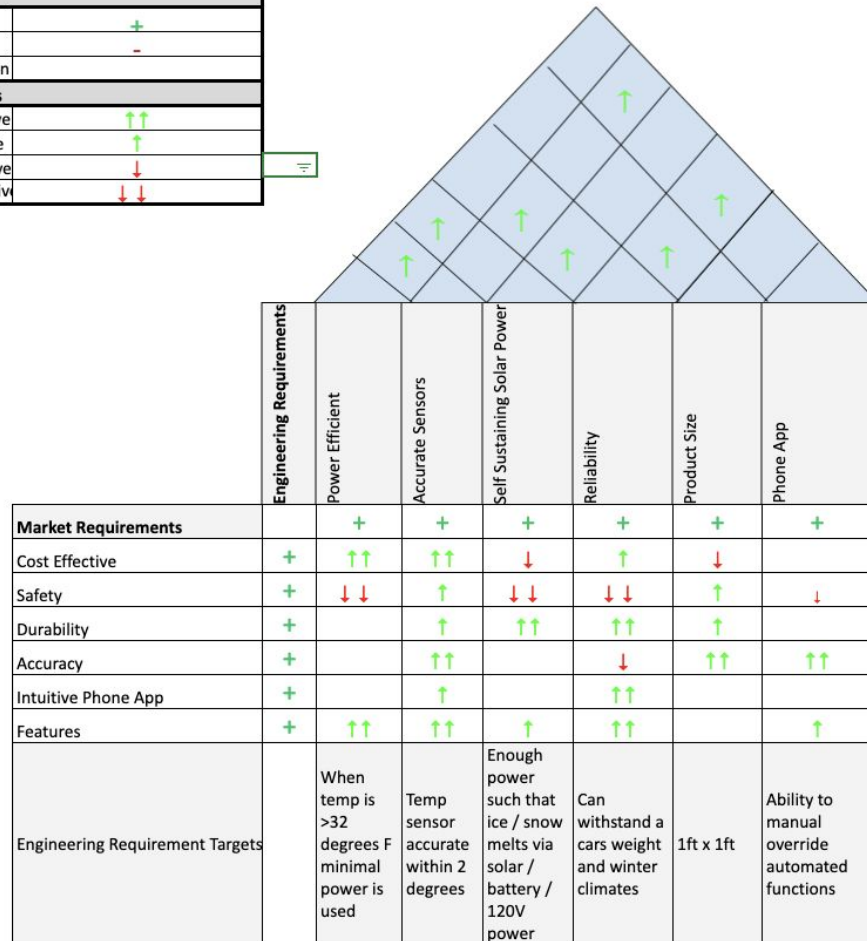 +
-
n
s
ve
↑↑
e
↑
ve
↓
iv
↓↓
↑
↑
↑
↑
↑
↑
↑
Engineering Requirements
Power Efficient
Accurate Sensors
Self Sustaining Solar Power
Reliability
Product Size
Phone App
Market Requirements + + + + + +
Cost Effective + ↑↑ ↑↑ ↓ ↑ ↓
Safety + ↓↓ ↑ ↓↓ ↓↓ ↑ ↓
Durability + ↑ ↑↑ ↑↑ ↑
Accuracy + ↑↑ ↓ ↑↑ ↑↑
Intuitive Phone App + ↑ ↑↑
Features + ↑↑ ↑↑ ↑ ↑↑ ↑
Engineering Requirement Targets
When
temp is
>32
degrees F
minimal
power is
used
Temp
sensor
accurate
within 2
degrees
Enough
power
such that
ice / snow
melts via
solar /
battery /
120V
power
Can
withstand a
cars weight
and winter
climates
1ft x 1ft
Ability to
manual
override
automated
functions